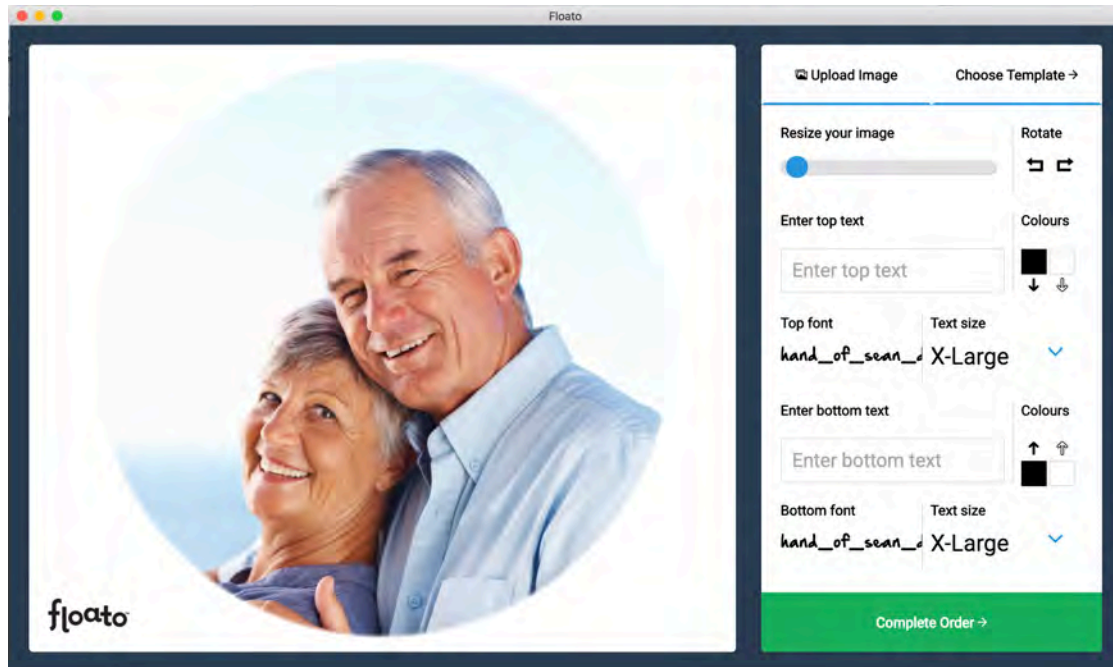 Floato
Upload Image
Choose Template →
Resize your image
Rotate
Enter top text
Colours
Enter top text
Top font
Text size
hand_of_sean_
X-Large
Enter bottom text
Colours
Enter bottom text
Bottom font
Text size
hand_of_sean_
X-Large
Complete Order →
floato